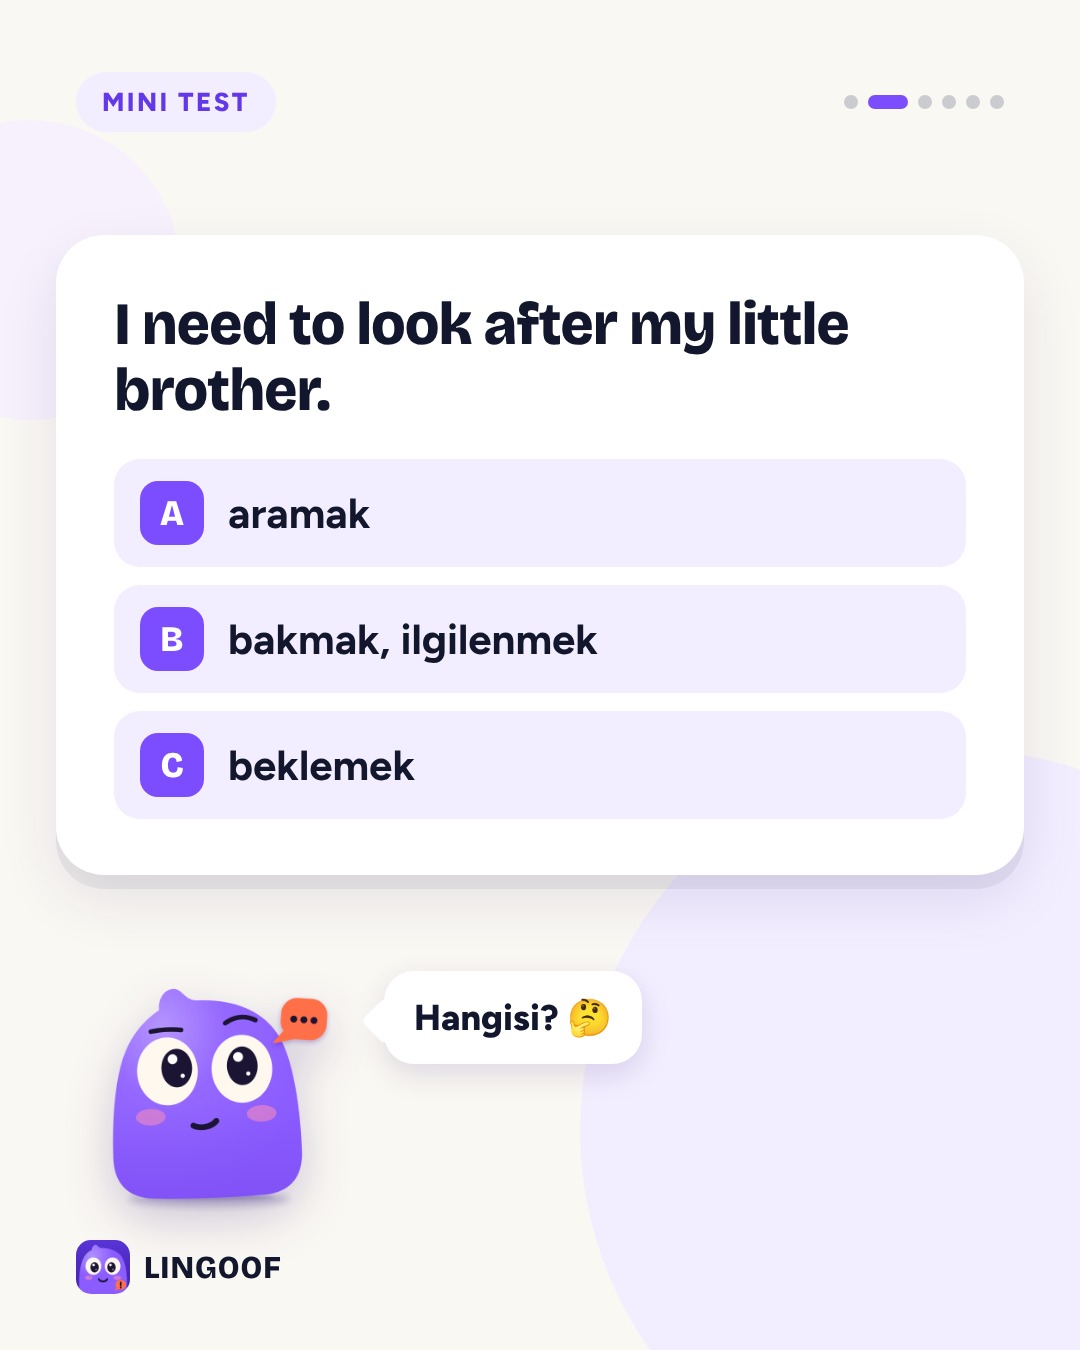 MINI TEST
I need to look after my little
brother.
A aramak
B bakmak, ilgilenmek
C beklemek
Hangisi? 🤔
LINGOOF